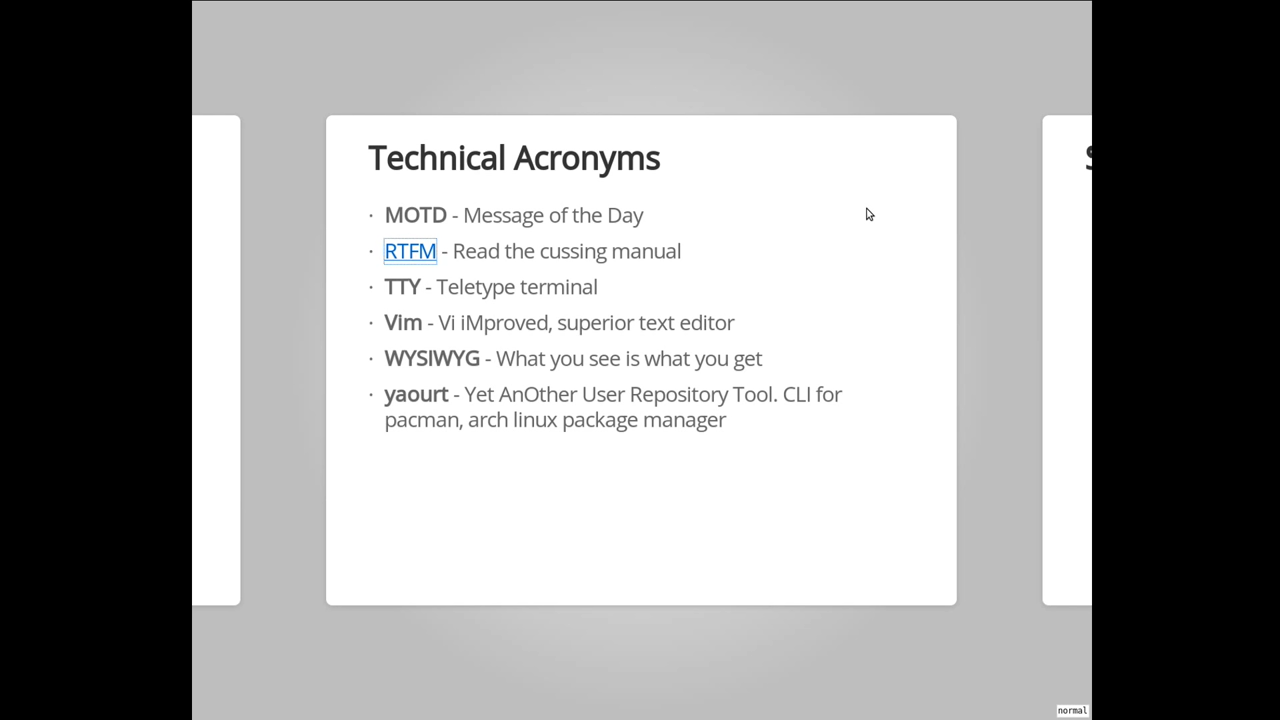 Technical Acronyms
· MOTD - Message of the Day
· RTFM - Read the cussing manual
· TTY - Teletype terminal
· Vim - Vi iMproved, superior text editor
· WYSIWYG - What you see is what you get
· yaourt - Yet AnOther User Repository Tool. CLI for
pacman, arch linux package manager
normal